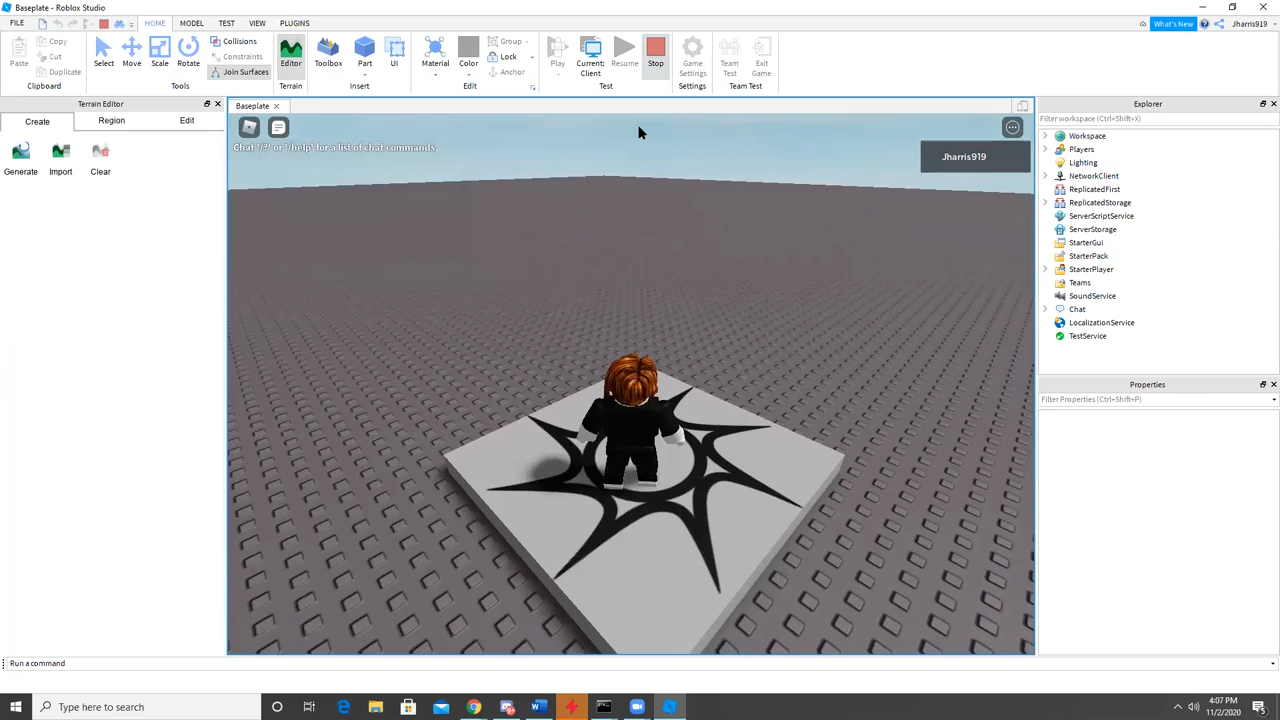 Baseplate - Roblox Studio
FILE HOME MODEL TEST VIEW PLUGINS What's New Jharris919
Paste Copy Cut Duplicate
Select Move Scale Rotate Collisions Constraints Join Surfaces
Editor Toolbox Part UI Material Color Group Lock Anchor
Play Current: Client Resume Stop Game Settings Team Test Exit Game
Clipboard Tools Terrain Insert Edit Test Settings Team Test
Terrain Editor
Create Region Edit
Generate Import Clear
Baseplate
Chat '/?' or '/help' for a list of chat commands.
Jharris919
Explorer
Filter workspace (Ctrl+Shift+X)
Workspace
Players
Lighting
NetworkClient
ReplicatedFirst
ReplicatedStorage
ServerScriptService
ServerStorage
StarterGui
StarterPack
StarterPlayer
Teams
SoundService
Chat
LocalizationService
TestService
Properties
Filter Properties (Ctrl+Shift+P)
Run a command
Type here to search
4:07 PM
11/2/2020